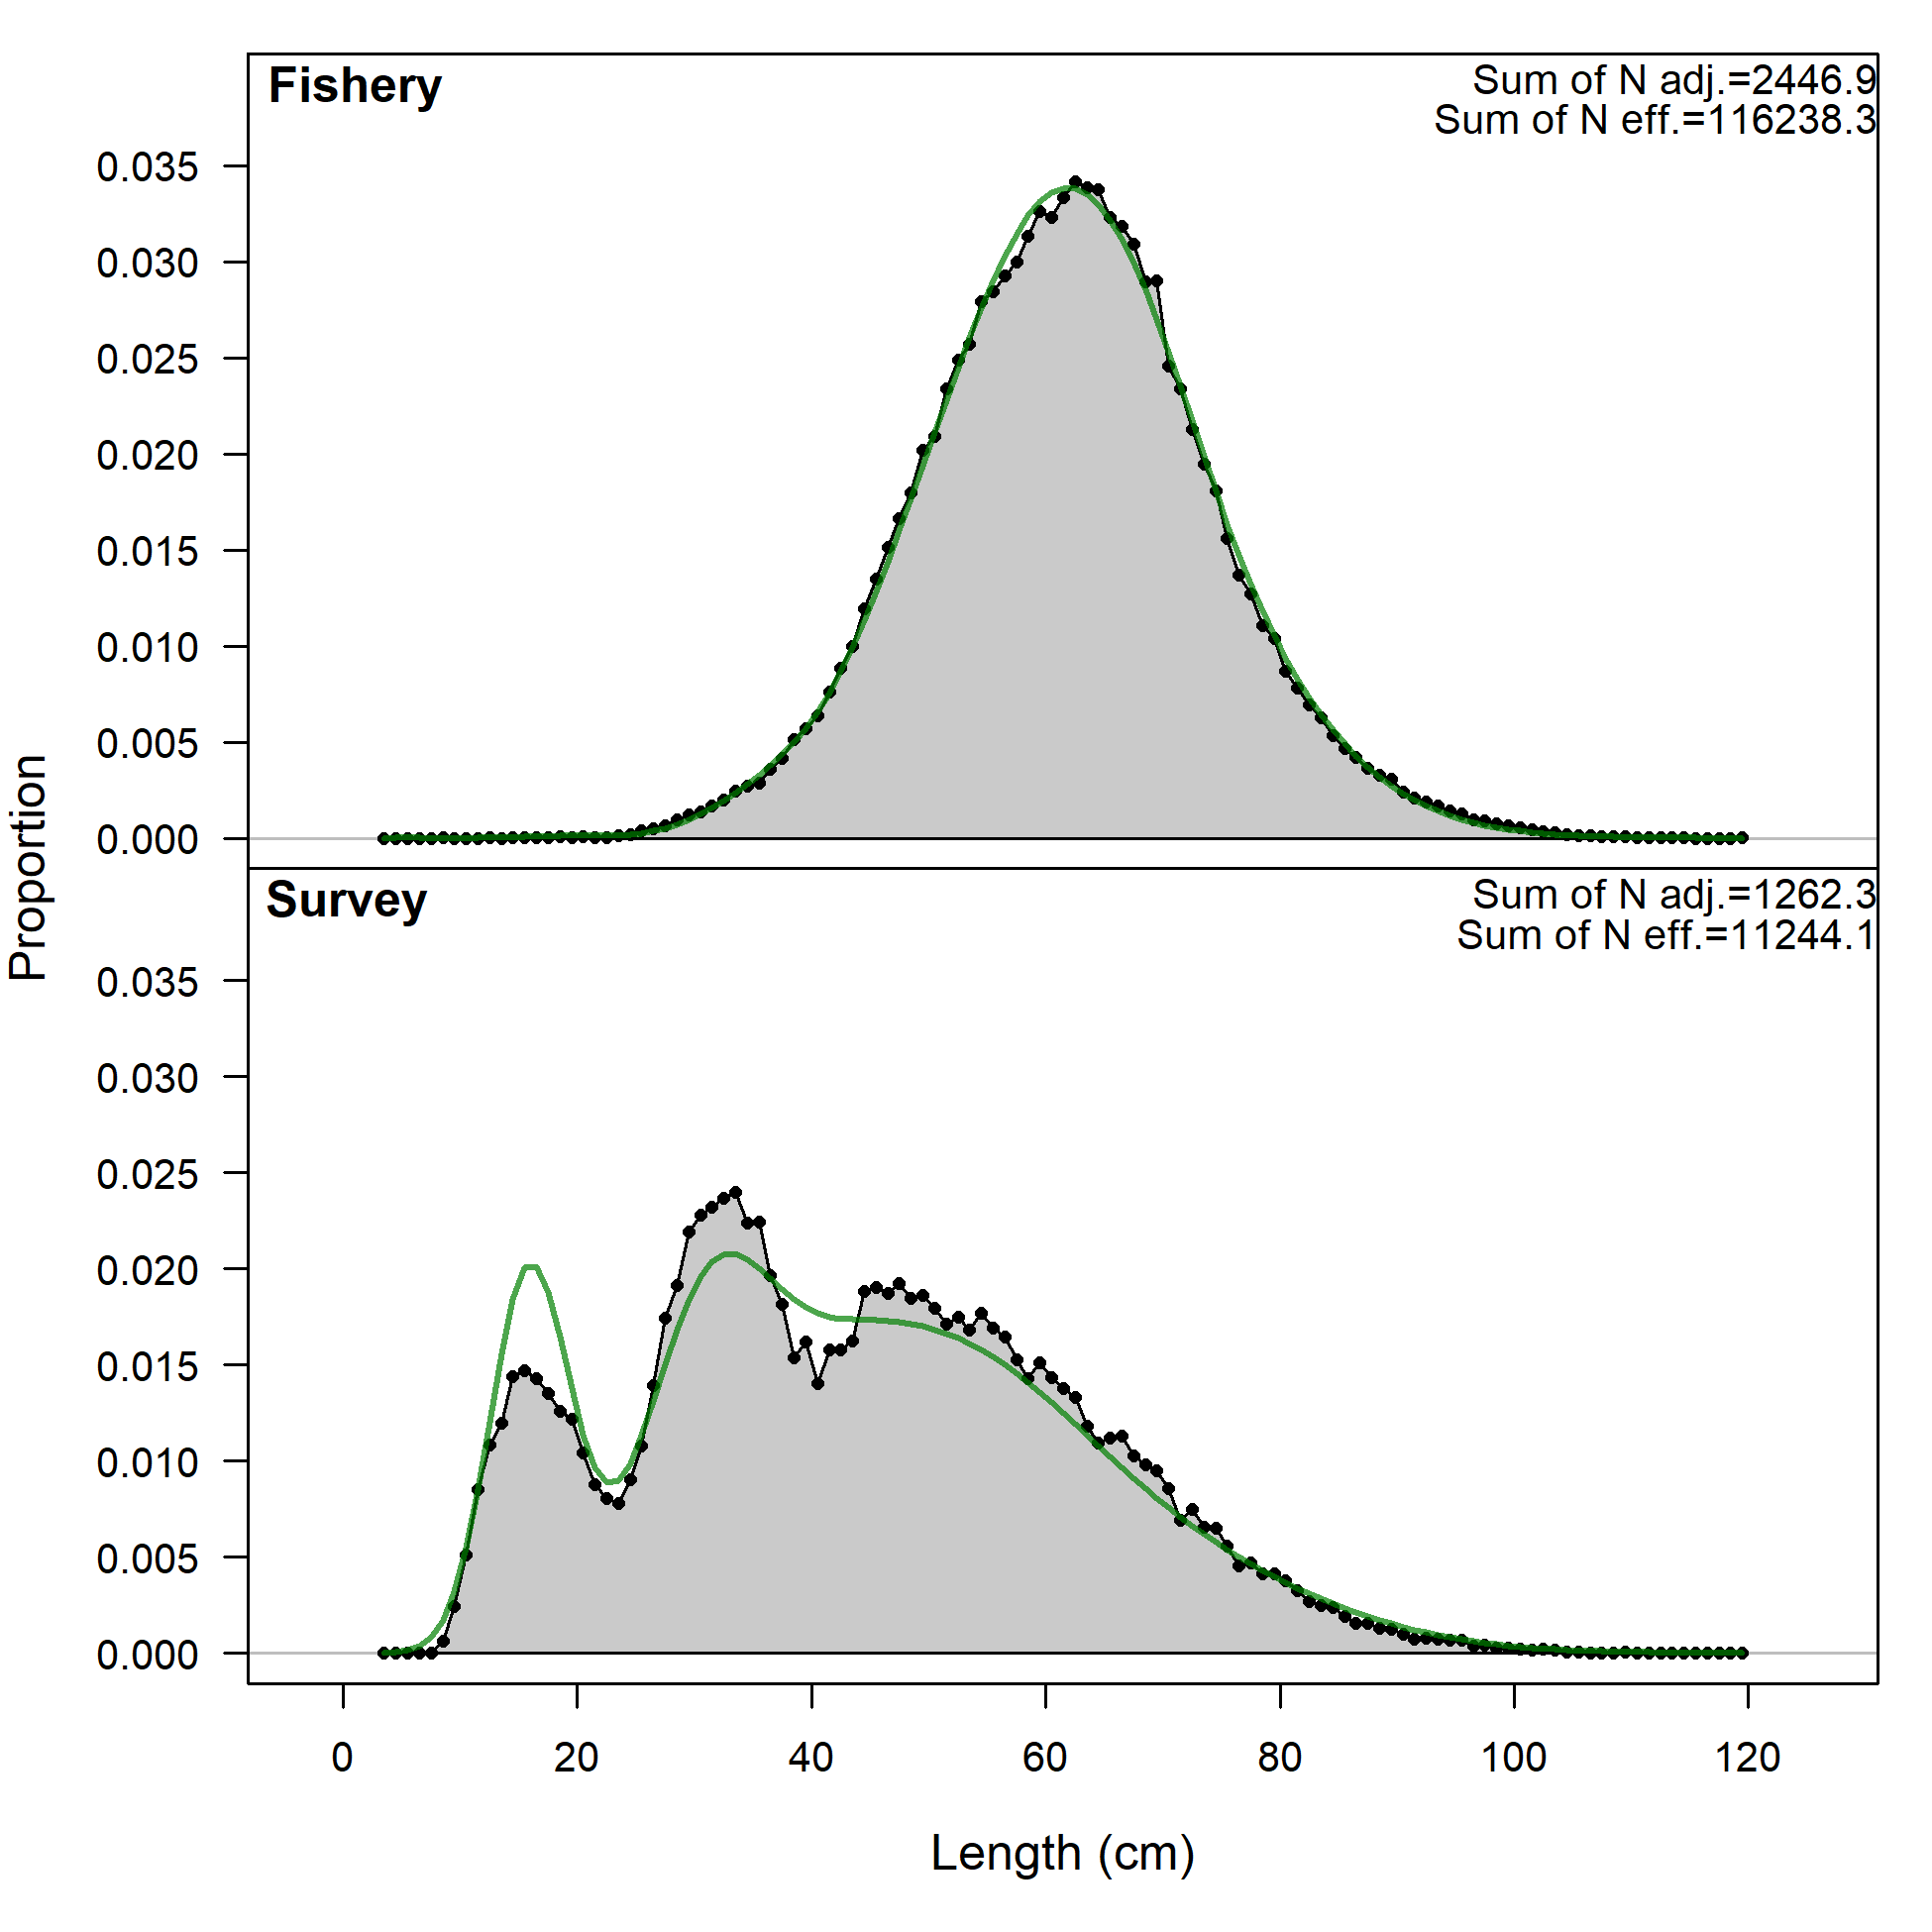 Fishery
Sum of N adj.=2446.9
Sum of N eff.=116238.3
0.035
0.030
0.025
0.020
0.015
0.010
0.005
0.000
Proportion
Survey
Sum of N adj.=1262.3
Sum of N eff.=11244.1
0.035
0.030
0.025
0.020
0.015
0.010
0.005
0.000
0 20 40 60 80 100 120
Length (cm)